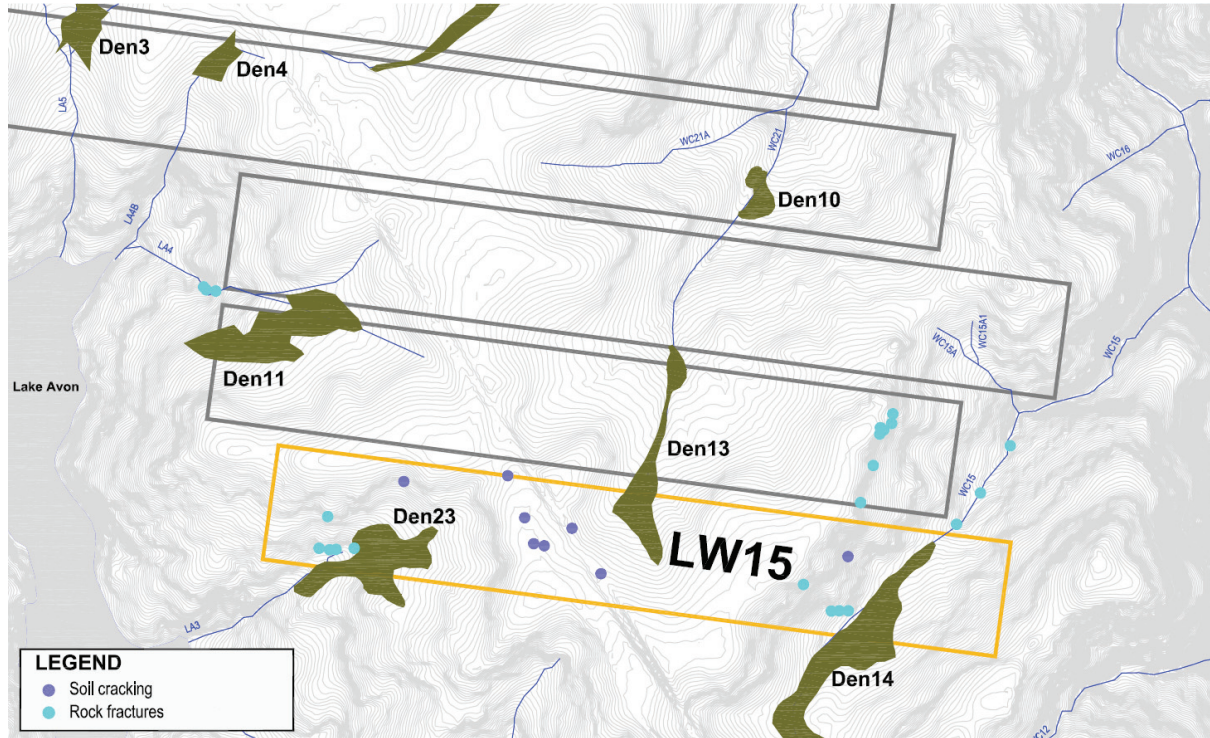 Den3
Den4
LA5
WC21A
WC21
WC16
Den10
LA4B
LA4
WC15A
WC15A1
WC15
Den11
Lake Avon
Den13
WC15
Den23
LW15
LA3
LEGEND
Soil cracking
Rock fractures
Den14
WC12